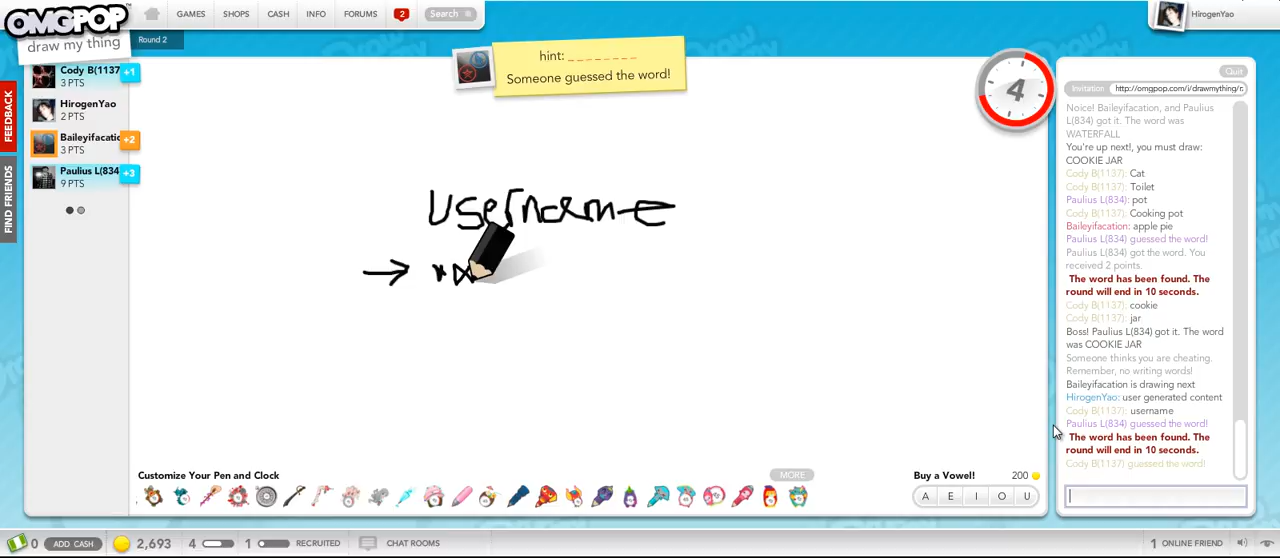 OMGPOP™
GAMES SHOPS CASH INFO FORUMS 2 Search
HirogenYao
draw my thing
Round 2
hint: _ _ _ _ _ _ _ _
Someone guessed the word!
4
FEEDBACK
FIND FRIENDS
Cody B(1137 +1
3 PTS
HirogenYao
2 PTS
Baileyifacatio +2
3 PTS
Paulius L(834 +3
9 PTS
Username
Quit
Invitation http://omgpop.com/i/drawmything/r
Noice! Baileyifacation, and Paulius
L(834) got it. The word was
WATERFALL
You're up next!, you must draw:
COOKIE JAR
Cody B(1137): Cat
Cody B(1137): Toilet
Paulius L(834): pot
Cody B(1137): Cooking pot
Baileyifacation: apple pie
Paulius L(834) guessed the word!
Paulius L(834) got the word. You
received 2 points.
The word has been found. The
round will end in 10 seconds.
Cody B(1137): cookie
Cody B(1137): jar
Boss! Paulius L(834) got it. The word
was COOKIE JAR
Someone thinks you are cheating.
Remember, no writing words!
Baileyifacation is drawing next
HirogenYao: user generated content
Cody B(1137): username
Paulius L(834) guessed the word!
The word has been found. The
round will end in 10 seconds.
Cody B(1137) guessed the word!
Customize Your Pen and Clock MORE
Buy a Vowel! 200
A E I O U
0 ADD CASH 2,693 4 1 RECRUITED CHAT ROOMS 1 ONLINE FRIEND